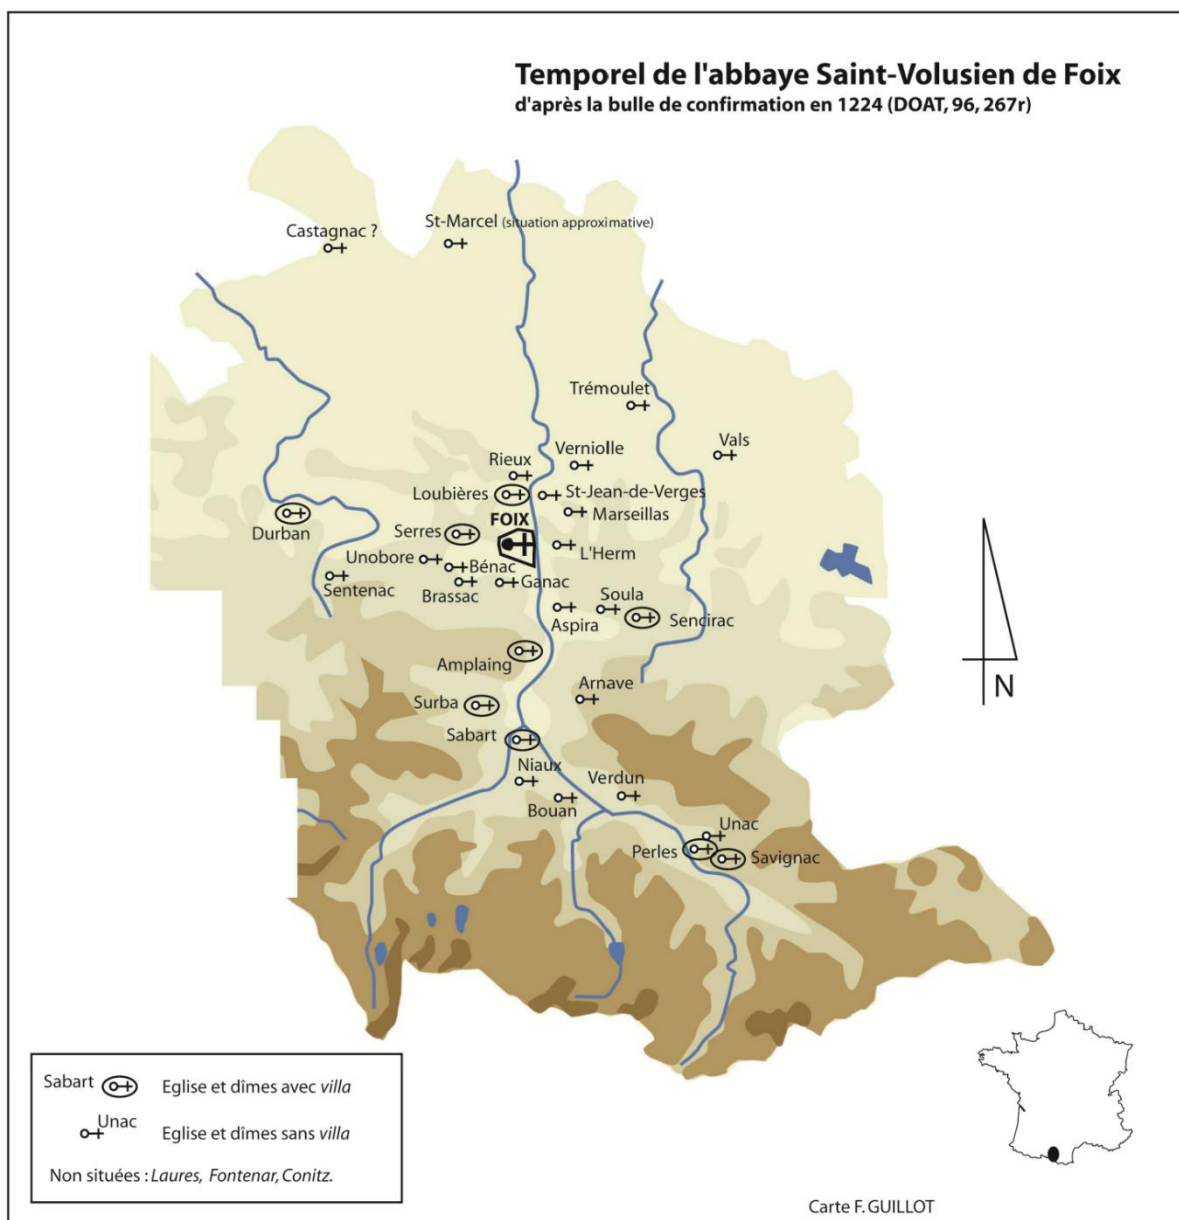 Temporel de l'abbaye Saint-Volusien de Foix
d'après la bulle de confirmation en 1224 (DOAT, 96, 267r)
St-Marcel (situation approximative)
Castagnac ?
Trémoulet
Vals
Verniolle
Rieux
Loubières
St-Jean-de-Verges
Marseillas
FOIX
Serres
Durban
L'Herm
Unobore
Bénac
Ganac
Sentenac
Brassac
Soula
Aspira
Sencirac
Amplaing
Arnave
Surba
Sabart
Niaux
Verdun
Bouan
Unac
Perles
Savignac
N
Sabart Eglise et dîmes avec villa
Unac Eglise et dîmes sans villa
Non situées : Laures, Fontenar, Conitz.
Carte F. GUILLOT